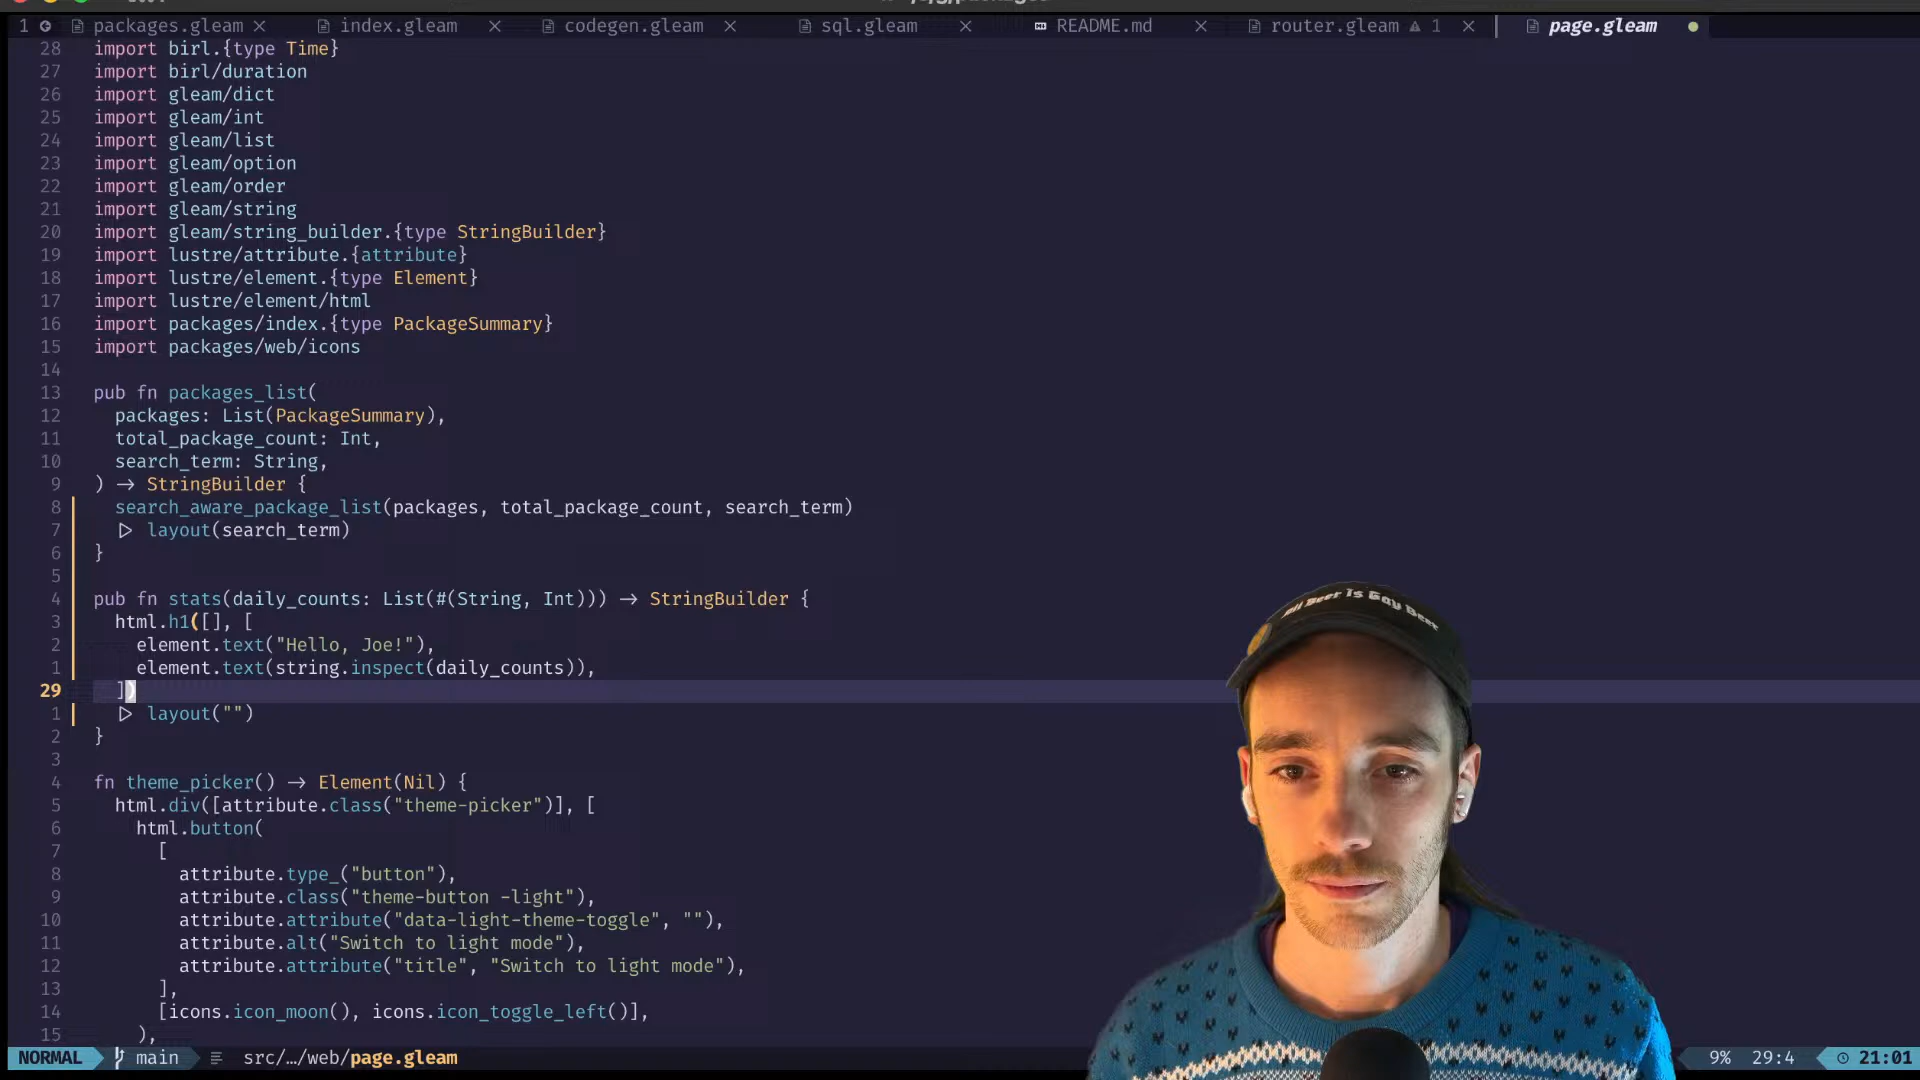 1 packages.gleam index.gleam codegen.gleam sql.gleam README.md router.gleam 1 page.gleam
28 import birl.{type Time}
27 import birl/duration
26 import gleam/dict
25 import gleam/int
24 import gleam/list
23 import gleam/option
22 import gleam/order
21 import gleam/string
20 import gleam/string_builder.{type StringBuilder}
19 import lustre/attribute.{attribute}
18 import lustre/element.{type Element}
17 import lustre/element/html
16 import packages/index.{type PackageSummary}
15 import packages/web/icons
14
13 pub fn packages_list(
12 packages: List(PackageSummary),
11 total_package_count: Int,
10 search_term: String,
9 ) → StringBuilder {
8 search_aware_package_list(packages, total_package_count, search_term)
7 ▷ layout(search_term)
6 }
5
4 pub fn stats(daily_counts: List(#(String, Int))) → StringBuilder {
3 html.h1([], [
2 element.text("Hello, Joe!"),
1 element.text(string.inspect(daily_counts)),
29 ])
1 ▷ layout("")
2 }
3
4 fn theme_picker() → Element(Nil) {
5 html.div([attribute.class("theme-picker")], [
6 html.button(
7 [
8 attribute.type_("button"),
9 attribute.class("theme-button -light"),
10 attribute.attribute("data-light-theme-toggle", ""),
11 attribute.alt("Switch to light mode"),
12 attribute.attribute("title", "Switch to light mode"),
13 ],
14 [icons.icon_moon(), icons.icon_toggle_left()],
15 ),
All Beer Is Gay Beer
NORMAL main src/…/web/page.gleam 9% 29:4 21:01